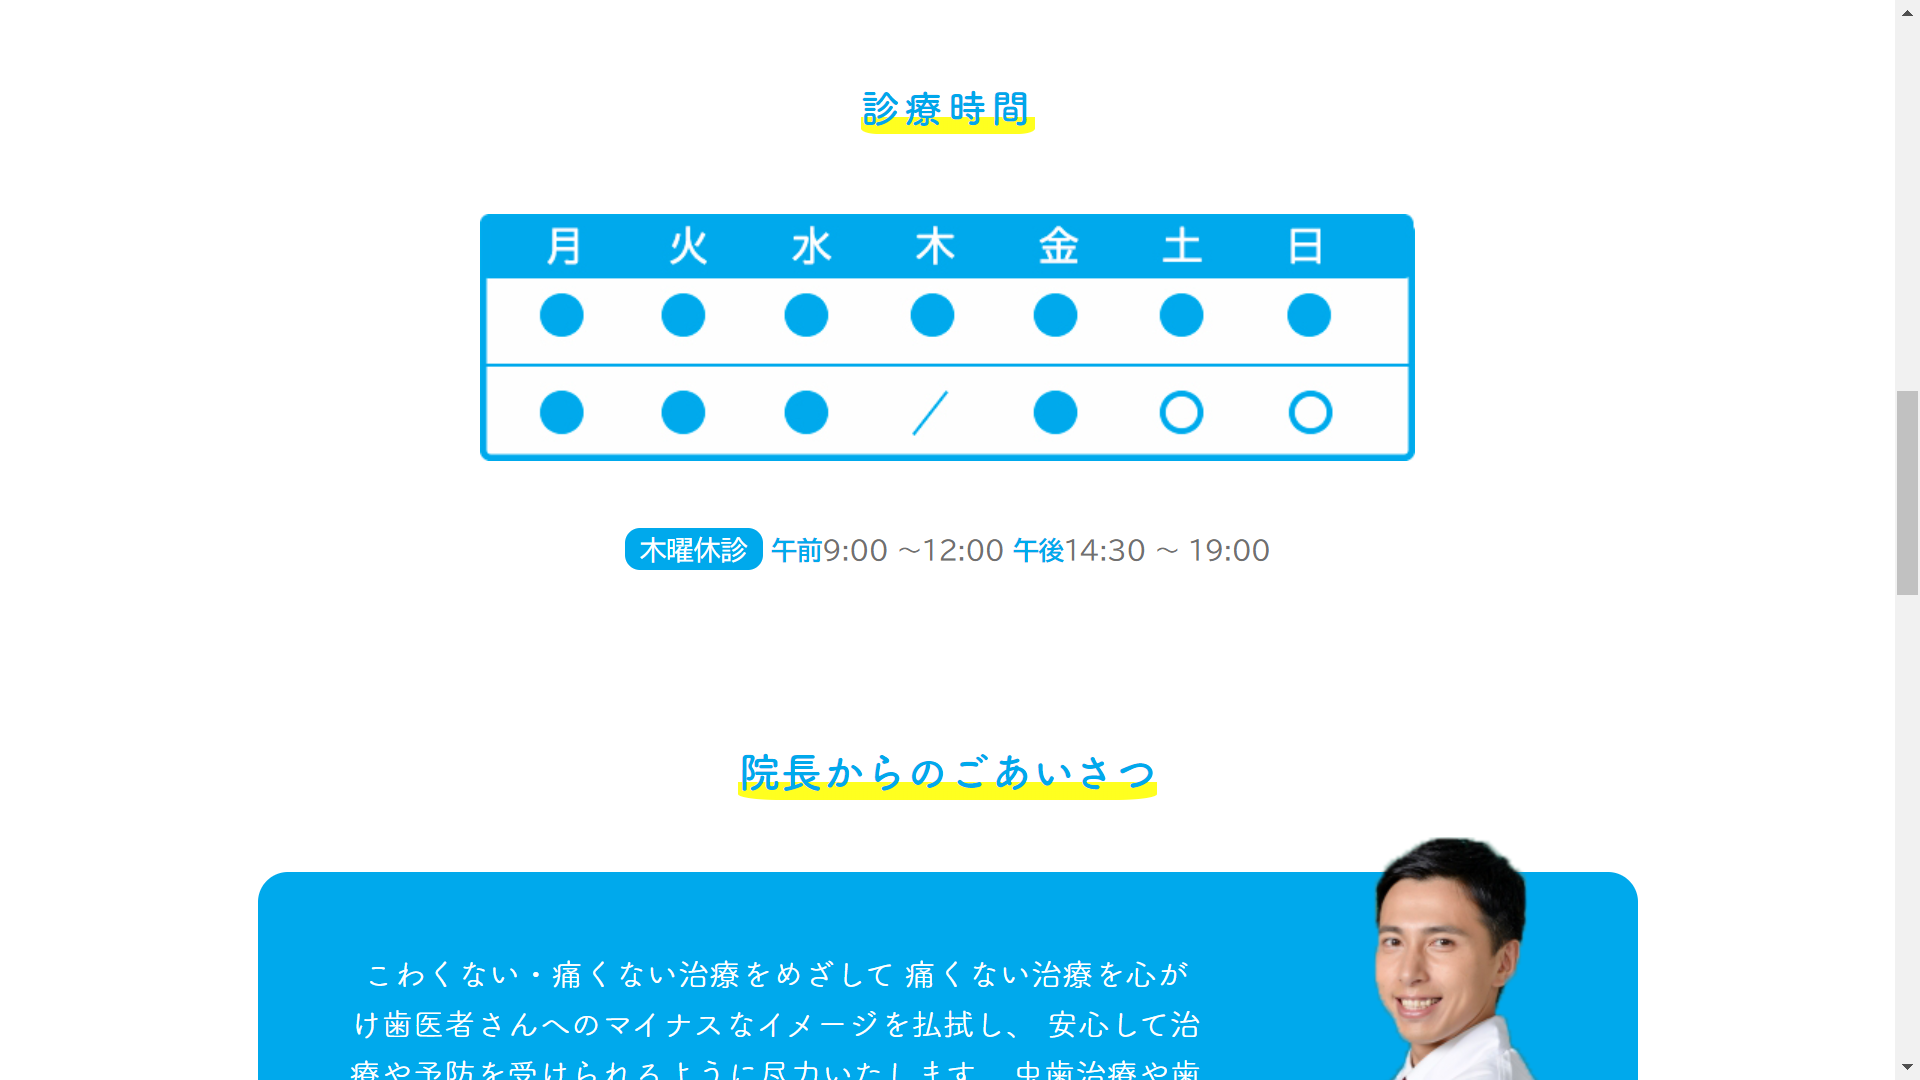 診療時間
月 火 水 木 金 土 日
● ● ● ● ● ● ●
● ● ● ／ ● ○ ○
木曜休診 午前9:00 ～12:00 午後14:30 ～ 19:00
院長からのごあいさつ
こわくない・痛くない治療をめざして 痛くない治療を心が
け歯医者さんへのマイナスなイメージを払拭し、 安心して治
療や予防を受けられるように尽力いたします。 虫歯治療や歯